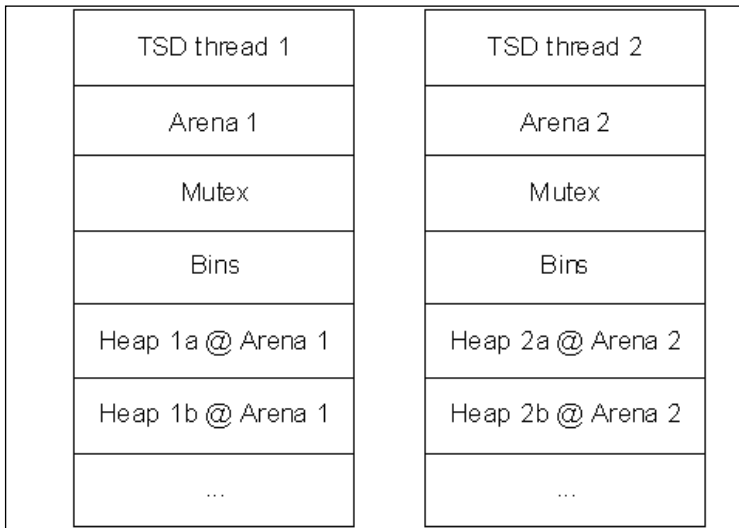 TSD thread 1
Arena 1
Mutex
Bins
Heap 1a @ Arena 1
Heap 1b @ Arena 1
...
TSD thread 2
Arena 2
Mutex
Bins
Heap 2a @ Arena 2
Heap 2b @ Arena 2
...